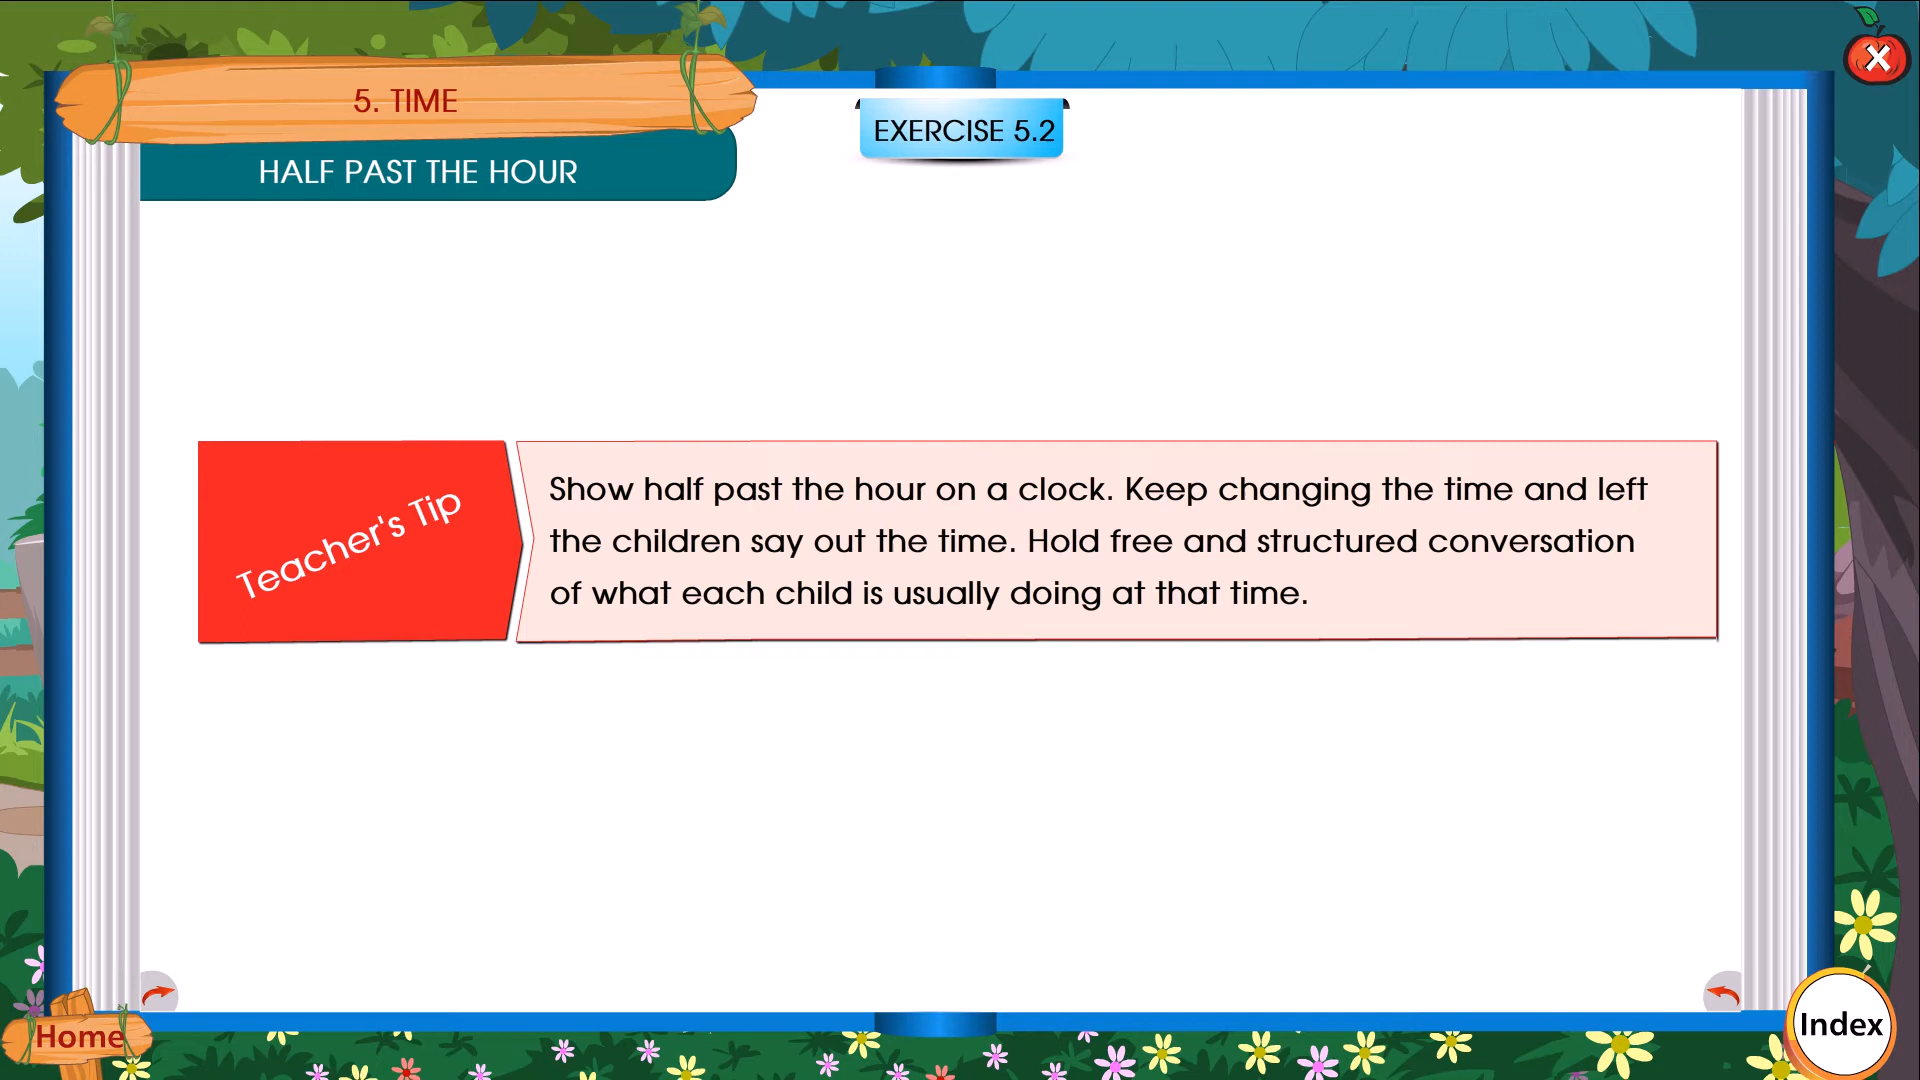 5. TIME
HALF PAST THE HOUR
EXERCISE 5.2
Teacher's Tip
Show half past the hour on a clock. Keep changing the time and left
the children say out the time. Hold free and structured conversation
of what each child is usually doing at that time.
Home
Index